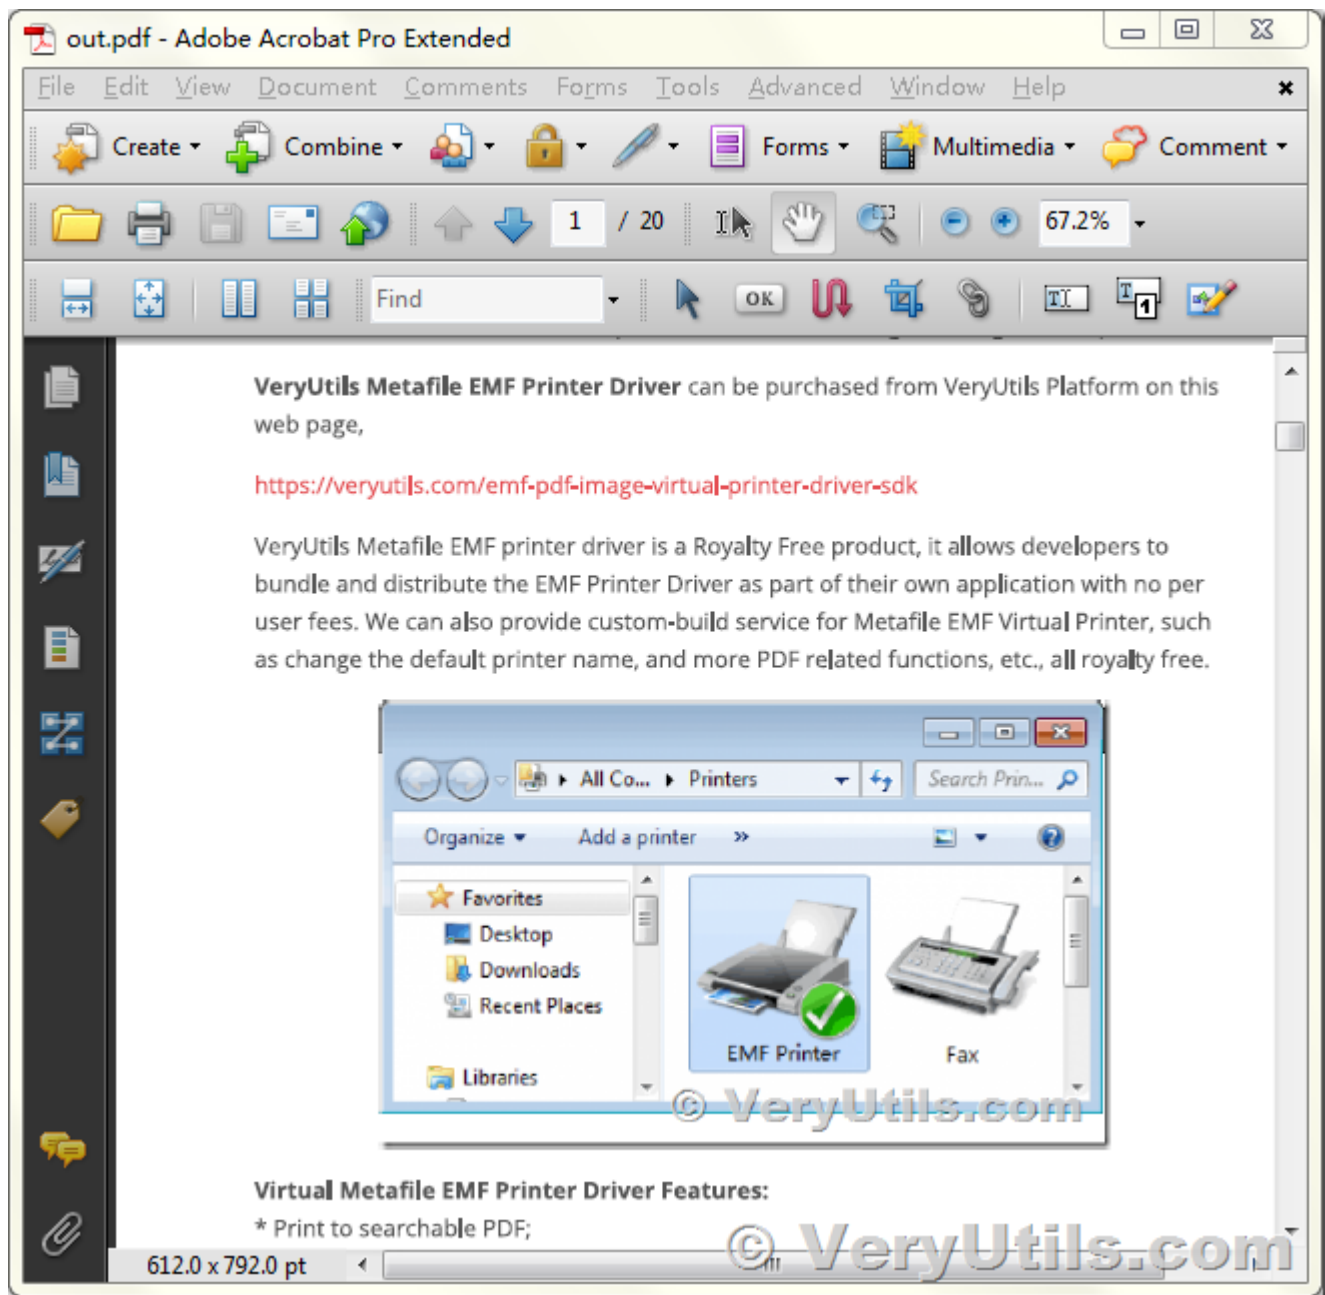 out.pdf - Adobe Acrobat Pro Extended
File Edit View Document Comments Forms Tools Advanced Window Help
Create Combine Forms Multimedia Comment
1 / 20 67.2%
Find OK T T 1
VeryUtils Metafile EMF Printer Driver can be purchased from VeryUtils Platform on this
web page,
https://veryutils.com/emf-pdf-image-virtual-printer-driver-sdk
VeryUtils Metafile EMF printer driver is a Royalty Free product, it allows developers to
bundle and distribute the EMF Printer Driver as part of their own application with no per
user fees. We can also provide custom-build service for Metafile EMF Virtual Printer, such
as change the default printer name, and more PDF related functions, etc., all royalty free.
All Co... Printers Search Prin...
Organize Add a printer »
Favorites
Desktop
Downloads
Recent Places
Libraries
EMF Printer Fax
© VeryUtils.com
Virtual Metafile EMF Printer Driver Features:
* Print to searchable PDF;
© VeryUtils.com
612.0 x 792.0 pt